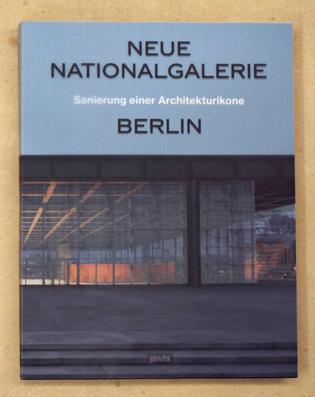 NEUE
NATIONALGALERIE
Sanierung einer Architekturikone
BERLIN
jovis